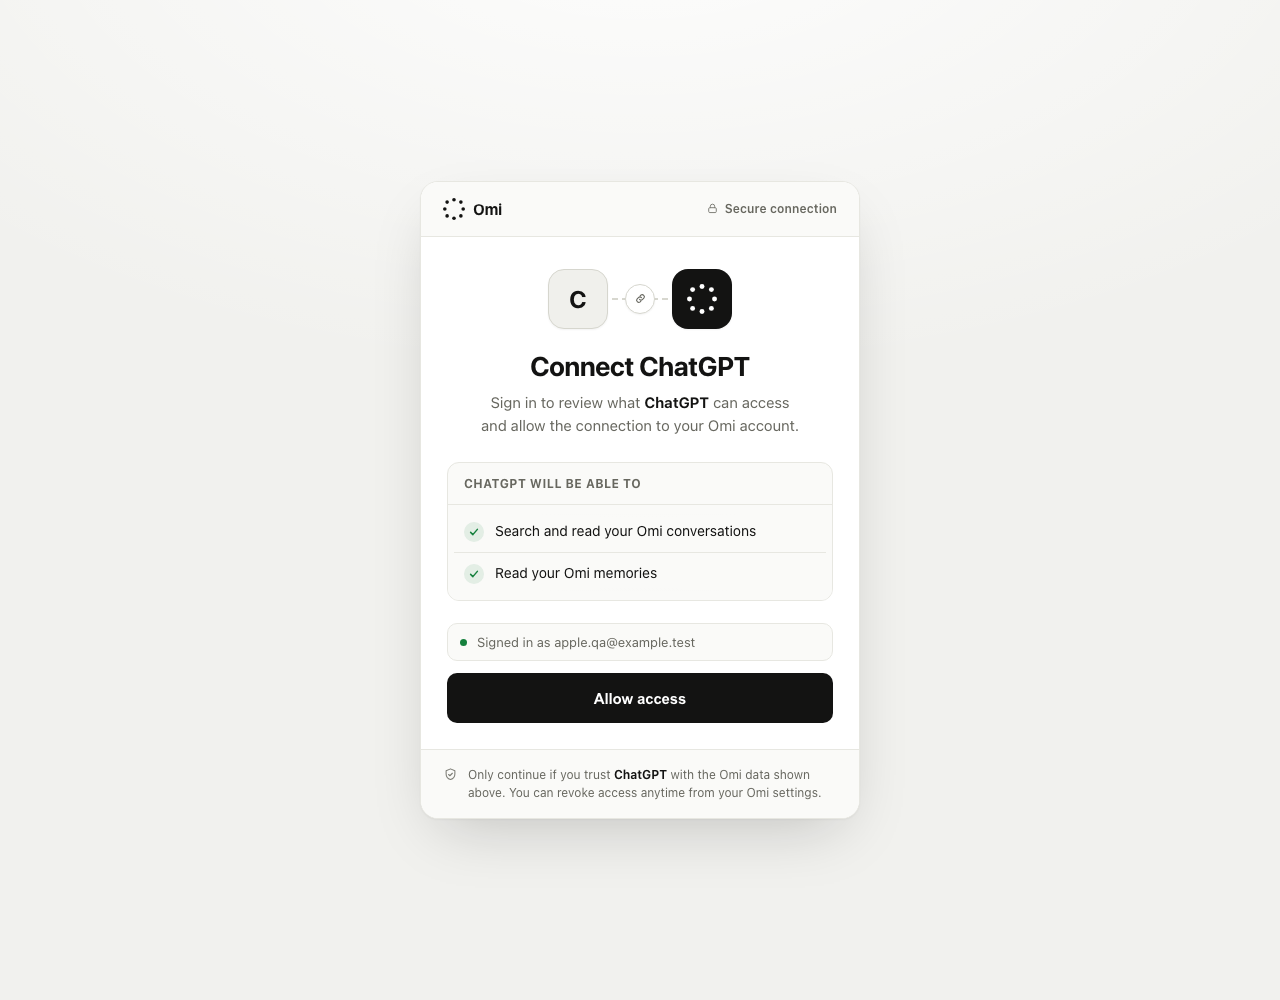 Omi
Secure connection
C
Connect ChatGPT
Sign in to review what ChatGPT can access
and allow the connection to your Omi account.
CHATGPT WILL BE ABLE TO
Search and read your Omi conversations
Read your Omi memories
Signed in as apple.qa@example.test
Allow access
Only continue if you trust ChatGPT with the Omi data shown
above. You can revoke access anytime from your Omi settings.